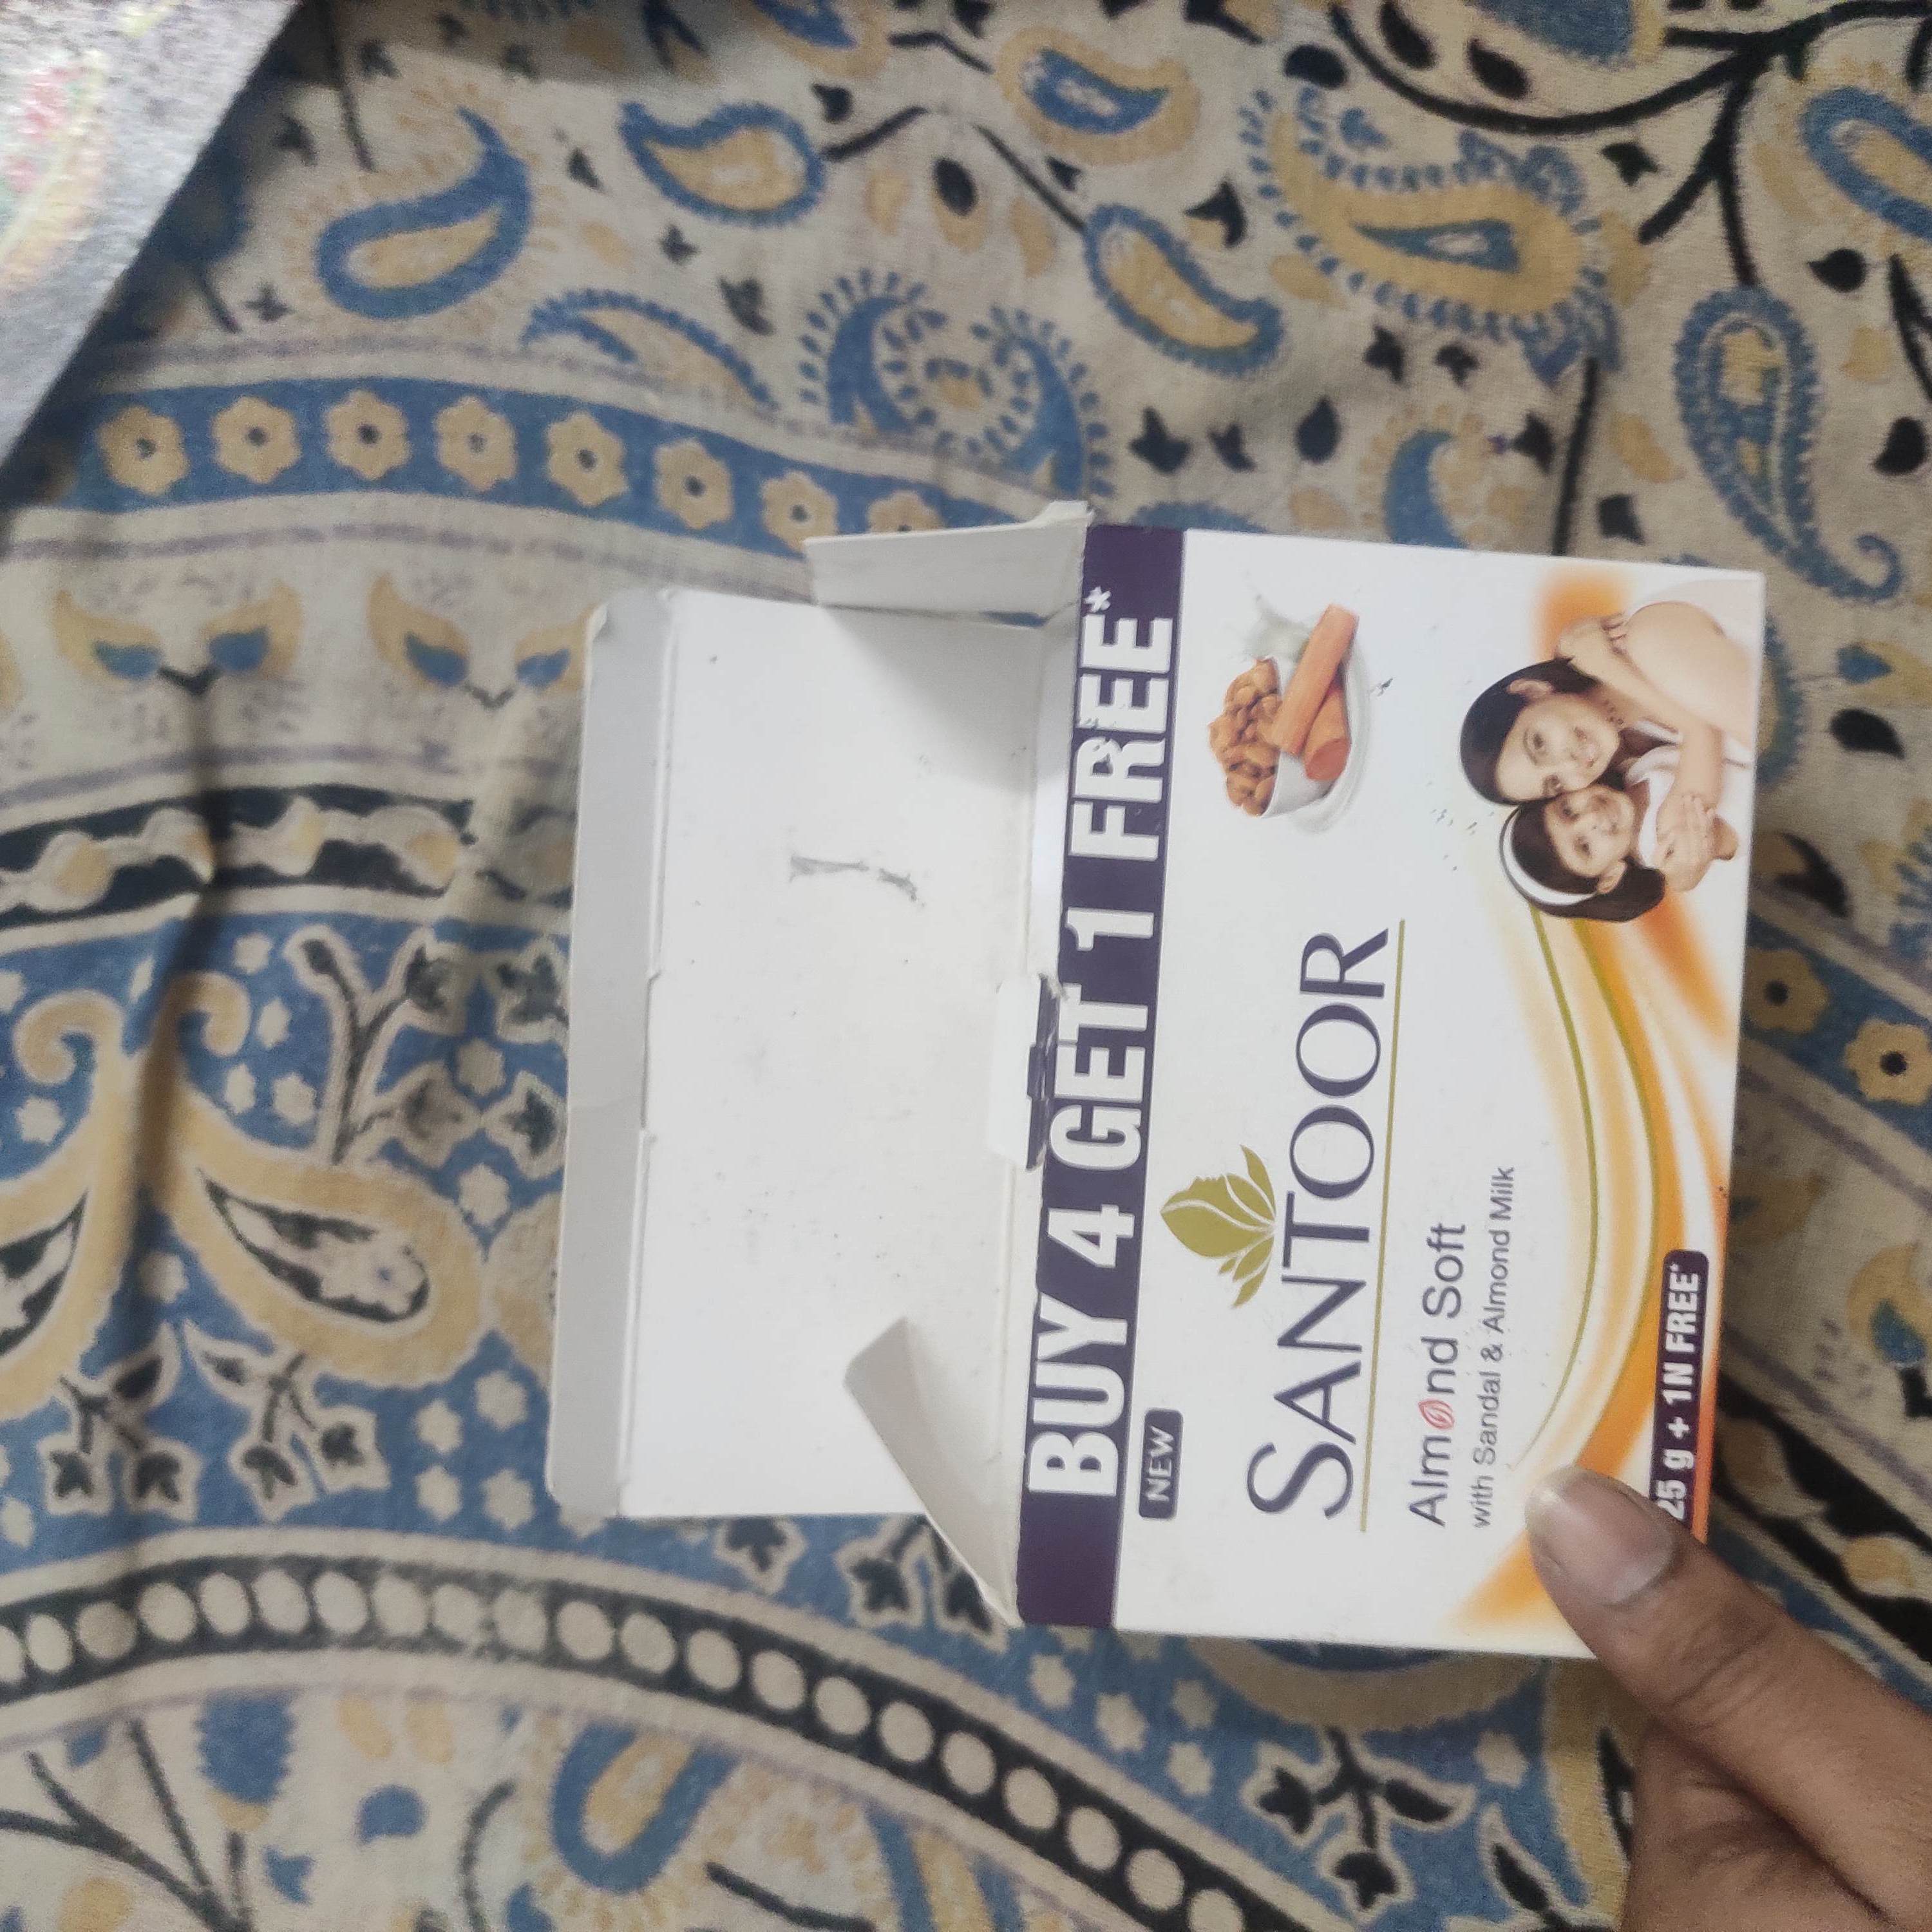 BUY 4 GET 1 FREE*
NEW
SANTOOR
Almond Soft
with Sandal & Almond Milk
25 g + 1N FREE*